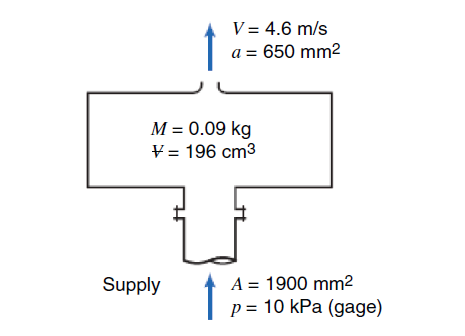 V = 4.6 m/s
a = 650 mm²
M = 0.09 kg
V̶ = 196 cm³
Supply
A = 1900 mm²
p = 10 kPa (gage)